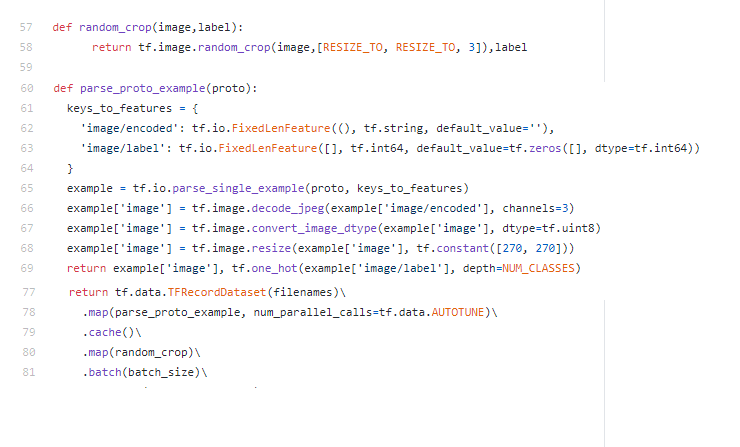 57 def random_crop(image,label):
58 return tf.image.random_crop(image,[RESIZE_TO, RESIZE_TO, 3]),label
59
60 def parse_proto_example(proto):
61 keys_to_features = {
62 'image/encoded': tf.io.FixedLenFeature((), tf.string, default_value=''),
63 'image/label': tf.io.FixedLenFeature([], tf.int64, default_value=tf.zeros([], dtype=tf.int64))
64 }
65 example = tf.io.parse_single_example(proto, keys_to_features)
66 example['image'] = tf.image.decode_jpeg(example['image/encoded'], channels=3)
67 example['image'] = tf.image.convert_image_dtype(example['image'], dtype=tf.uint8)
68 example['image'] = tf.image.resize(example['image'], tf.constant([270, 270]))
69 return example['image'], tf.one_hot(example['image/label'], depth=NUM_CLASSES)
77 return tf.data.TFRecordDataset(filenames)\
78 .map(parse_proto_example, num_parallel_calls=tf.data.AUTOTUNE)\
79 .cache()\
80 .map(random_crop)\
81 .batch(batch_size)\